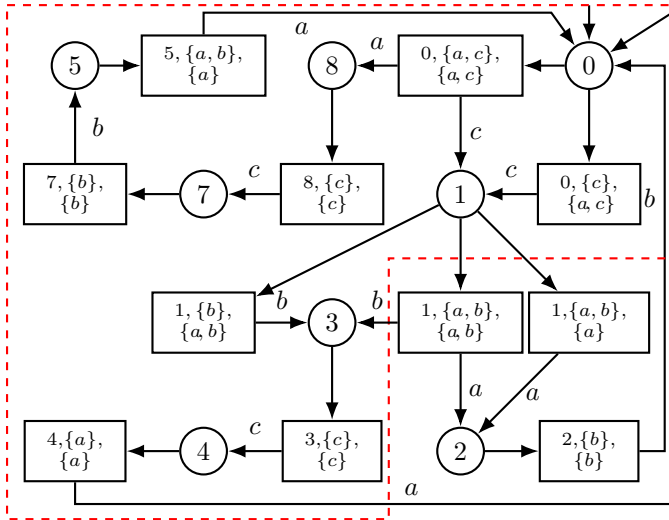 a
5
5, {a, b},
{a}
8
a
0, {a, c},
{a, c}
0
b
c
7, {b},
{b}
7
c
8, {c},
{c}
1
c
0, {c},
{a, c}
b
1, {b},
{a, b}
b
3
b
1, {a, b},
{a, b}
1,{a, b},
{a}
a
a
4,{a},
{a}
4
c
3,{c},
{c}
2
2,{b},
{b}
a